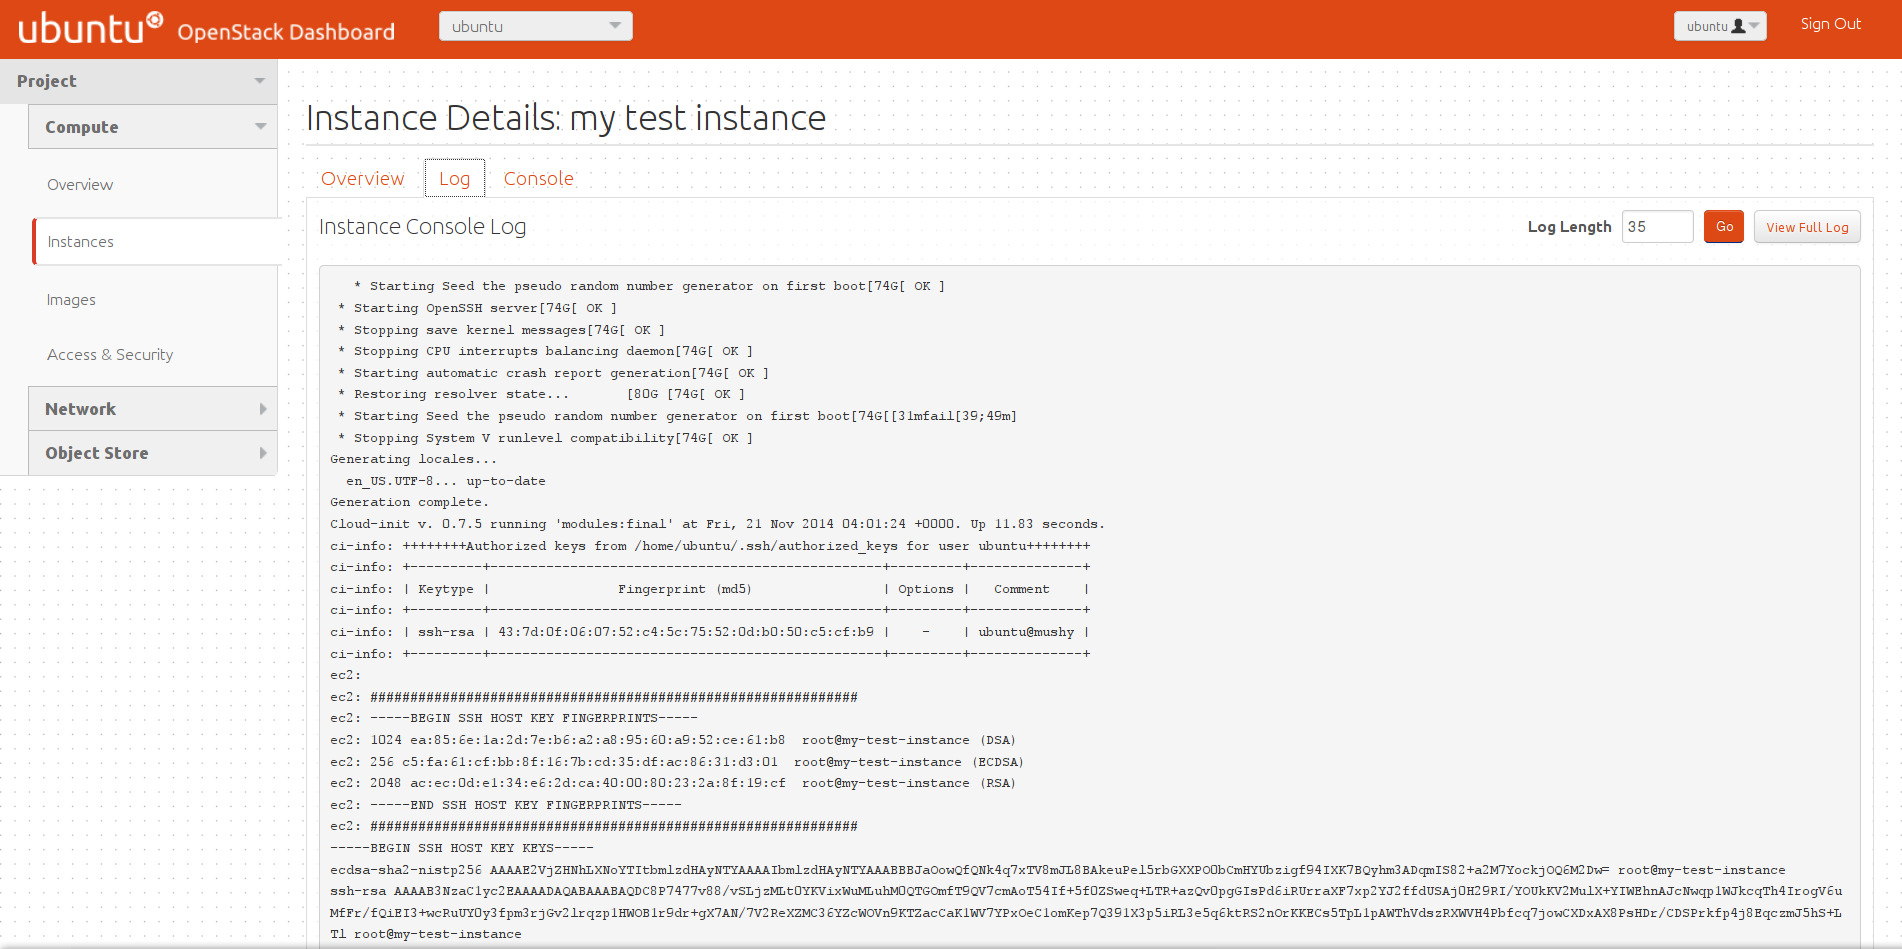 ubuntu OpenStack Dashboard ubuntu ubuntu Sign Out
Project
Compute
Overview
Instances
Images
Access & Security
Network
Object Store
Instance Details: my test instance
Overview Log Console
Instance Console Log Log Length 35 Go View Full Log
* Starting Seed the pseudo random number generator on first boot[74G[ OK ]
* Starting OpenSSH server[74G[ OK ]
* Stopping save kernel messages[74G[ OK ]
* Stopping CPU interrupts balancing daemon[74G[ OK ]
* Starting automatic crash report generation[74G[ OK ]
* Restoring resolver state...       [80G [74G[ OK ]
* Starting Seed the pseudo random number generator on first boot[74G[[31mfail[39;49m]
* Stopping System V runlevel compatibility[74G[ OK ]
Generating locales...
en_US.UTF-8... up-to-date
Generation complete.
Cloud-init v. 0.7.5 running 'modules:final' at Fri, 21 Nov 2014 04:01:24 +0000. Up 11.83 seconds.
ci-info: ++++++++Authorized keys from /home/ubuntu/.ssh/authorized_keys for user ubuntu++++++++
ci-info: +---------+-------------------------------------------------+---------+--------------+
ci-info: | Keytype |                Fingerprint (md5)                | Options |   Comment    |
ci-info: +---------+-------------------------------------------------+---------+--------------+
ci-info: | ssh-rsa | 43:7d:0f:06:07:52:c4:5c:75:52:0d:b0:50:c5:cf:b9 |    -    | ubuntu@mushy |
ci-info: +---------+-------------------------------------------------+---------+--------------+
ec2:
ec2: #############################################################
ec2: -----BEGIN SSH HOST KEY FINGERPRINTS-----
ec2: 1024 ea:85:6e:1a:2d:7e:b6:a2:a8:95:60:a9:52:ce:61:b8  root@my-test-instance (DSA)
ec2: 256 c5:fa:61:cf:bb:8f:16:7b:cd:35:df:ac:86:31:d3:01  root@my-test-instance (ECDSA)
ec2: 2048 ac:ec:0d:e1:34:e6:2d:ca:40:00:80:23:2a:8f:19:cf  root@my-test-instance (RSA)
ec2: -----END SSH HOST KEY FINGERPRINTS-----
ec2: #############################################################
-----BEGIN SSH HOST KEY KEYS-----
ecdsa-sha2-nistp256 AAAAE2VjZHNhLXNoYTItbmlzdHAyNTYAAAAIbmlzdHAyNTYAAABBBJaOowQfQNk4q7xTV8mJL8BAkeuPel5rbGXXPO0bCmHYUbzigf94IXK7BQyhm3ADqmIS82+a2M7YockjOQ6M2Dw= root@my-test-instance
ssh-rsa AAAAB3NzaC1yc2EAAAADAQABAAABAQDC8P7477v88/vSLjzMLt0YKVixWuMLuhM0QTGOmfT9QV7cmAoT54If+5f0ZSweq+LTR+azQv0pgGIsPd6iRUrraXF7xp2YJ2ffdUSAj0H29RI/YOUkKV2MulX+YIWEhnAJcNwqp1WJkcqTh4IrogV6u
MfFr/fQiEI3+wcRuUY0y3fpm3rjGv2lrqzp1HWOB1r9dr+gX7AN/7V2ReXZMC36YZcWOVn9KTZacCaK1WV7YPxOeC1omKep7Q391X3p5iRL3e5q6ktRS2nOrKKECs5TpL1pAWThVdszRXWVH4Pbfcq7jowCXDxAX8PsHDr/CDSPrkfp4j8EqczmJ5hS+L
Tl root@my-test-instance